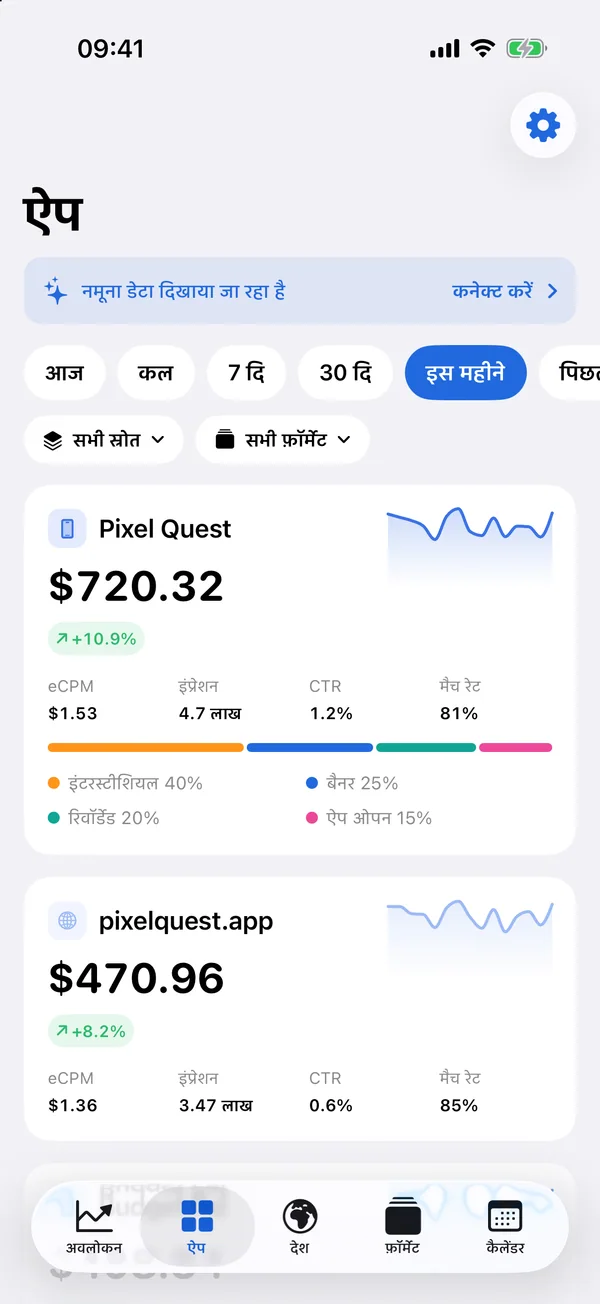 09:41
ऐप
नमूना डेटा दिखाया जा रहा है कनेक्ट करें
आज कल 7 दि 30 दि इस महीने
सभी स्रोत सभी फ़ॉर्मेट
Pixel Quest
$720.32
+10.9%
eCPM इंप्रेशन CTR मैच रेट
$1.53 4.7 लाख 1.2% 81%
इंटरस्टीशियल 40% बैनर 25%
रिवॉर्डेड 20% ऐप ओपन 15%
pixelquest.app
$470.96
+8.2%
eCPM इंप्रेशन CTR मैच रेट
$1.36 3.47 लाख 0.6% 85%
अवलोकन ऐप देश फ़ॉर्मेट कैलेंडर